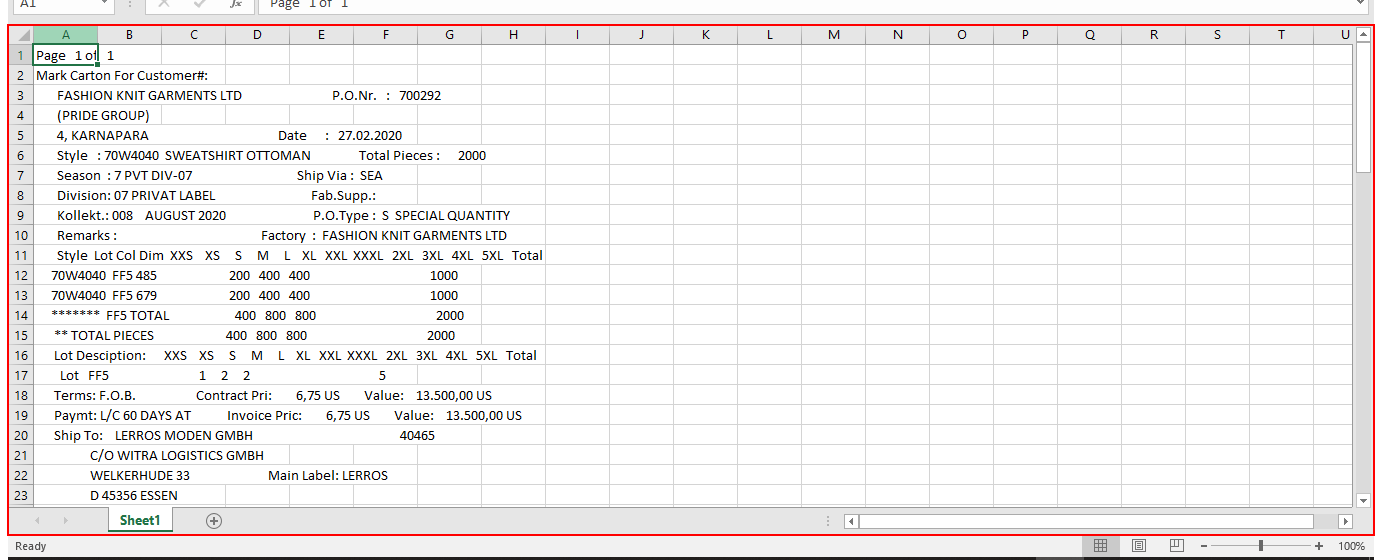 A1 fx Page 1 of 1
A B C D E F G H I J K L M N O P Q R S T U
1 Page 1 of 1
2 Mark Carton For Customer#:
3 FASHION KNIT GARMENTS LTD P.O.Nr. : 700292
4 (PRIDE GROUP)
5 4, KARNAPARA Date : 27.02.2020
6 Style : 70W4040 SWEATSHIRT OTTOMAN Total Pieces : 2000
7 Season : 7 PVT DIV-07 Ship Via : SEA
8 Division: 07 PRIVAT LABEL Fab.Supp.:
9 Kollekt.: 008 AUGUST 2020 P.O.Type : S SPECIAL QUANTITY
10 Remarks : Factory : FASHION KNIT GARMENTS LTD
11 Style Lot Col Dim XXS XS S M L XL XXL XXXL 2XL 3XL 4XL 5XL Total
12 70W4040 FF5 485 200 400 400 1000
13 70W4040 FF5 679 200 400 400 1000
14 ******* FF5 TOTAL 400 800 800 2000
15 ** TOTAL PIECES 400 800 800 2000
16 Lot Desciption: XXS XS S M L XL XXL XXXL 2XL 3XL 4XL 5XL Total
17 Lot FF5 1 2 2 5
18 Terms: F.O.B. Contract Pri: 6,75 US Value: 13.500,00 US
19 Paymt: L/C 60 DAYS AT Invoice Pric: 6,75 US Value: 13.500,00 US
20 Ship To: LERROS MODEN GMBH 40465
21 C/O WITRA LOGISTICS GMBH
22 WELKERHUDE 33 Main Label: LERROS
23 D 45356 ESSEN
Sheet1
Ready 100%